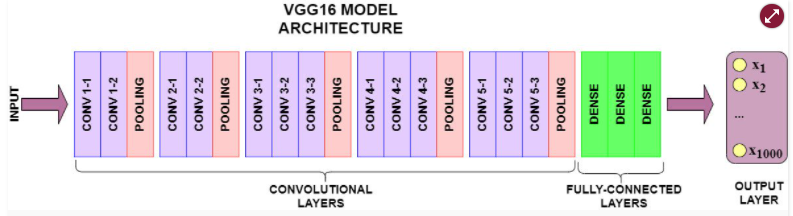 VGG16 MODEL
ARCHITECTURE
INPUT
CONV 1-1
CONV 1-2
POOLING
CONV 2-1
CONV 2-2
POOLING
CONV 3-1
CONV 3-2
CONV 3-3
POOLING
CONV 4-1
CONV 4-2
CONV 4-3
POOLING
CONV 5-1
CONV 5-2
CONV 5-3
POOLING
DENSE
DENSE
DENSE
x1
x2
...
x1000
CONVOLUTIONAL
LAYERS
FULLY-CONNECTED
LAYERS
OUTPUT
LAYER